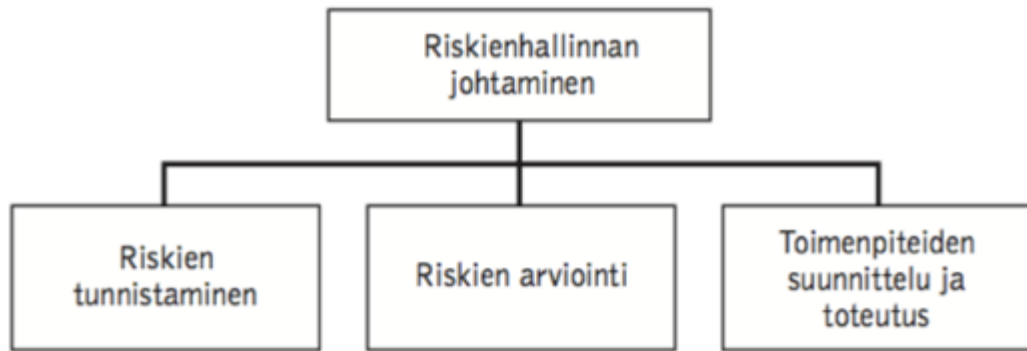 Riskienhallinnan
johtaminen
Riskien
tunnistaminen
Riskien arviointi
Toimenpiteiden
suunnittelu ja
toteutus